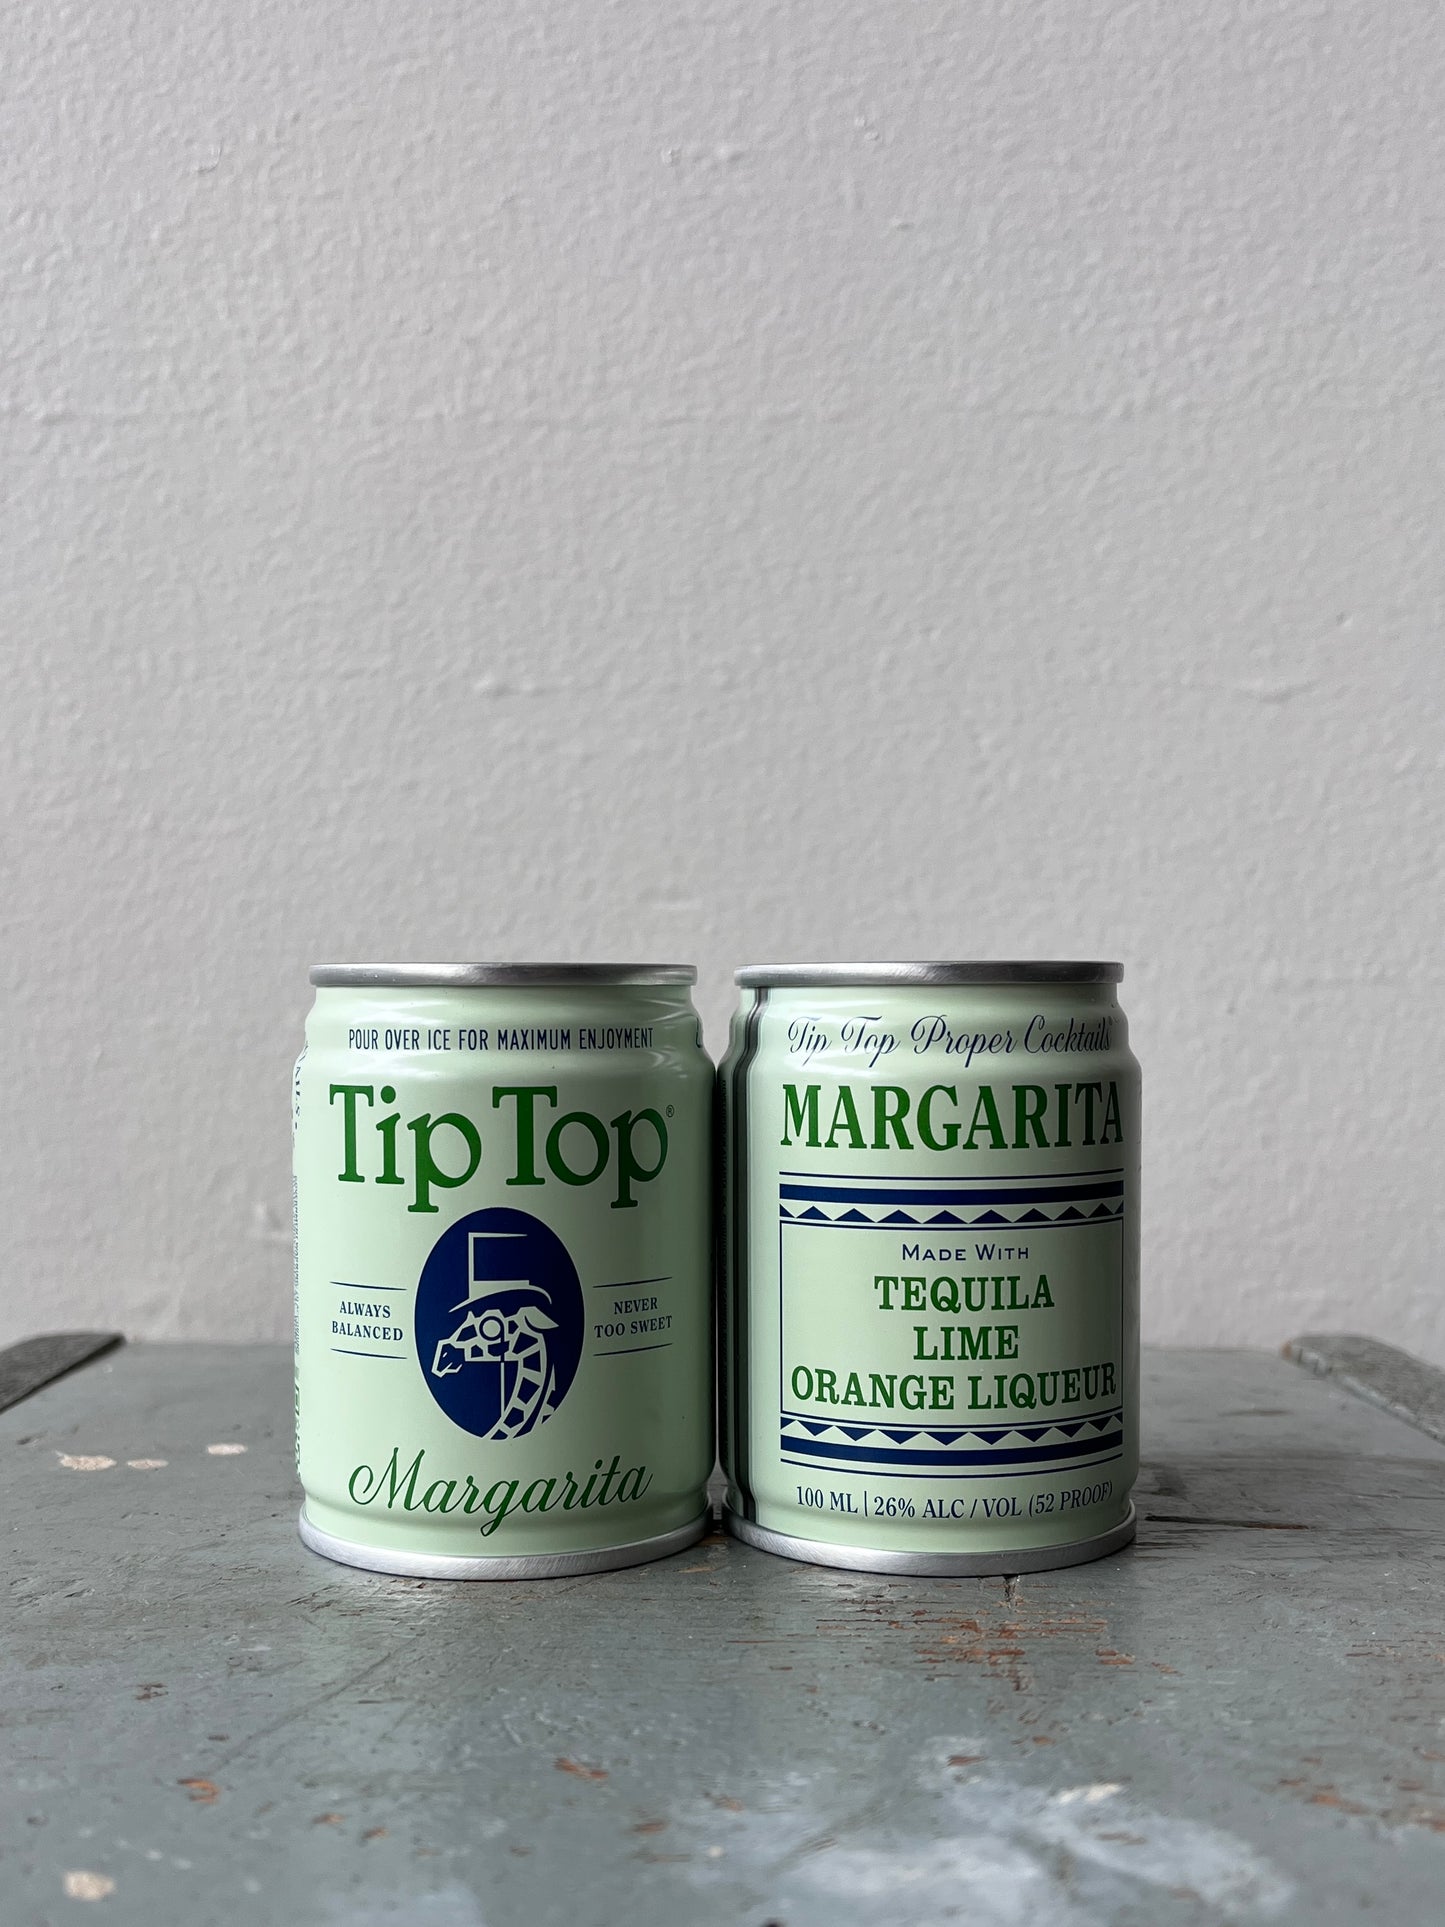 POUR OVER ICE FOR MAXIMUM ENJOYMENT
Tip Top®
ALWAYS
BALANCED
NEVER
TOO SWEET
Margarita
Tip Top Proper Cocktails
MARGARITA
MADE WITH
TEQUILA
LIME
ORANGE LIQUEUR
100 ML | 26% ALC / VOL (52 PROOF)